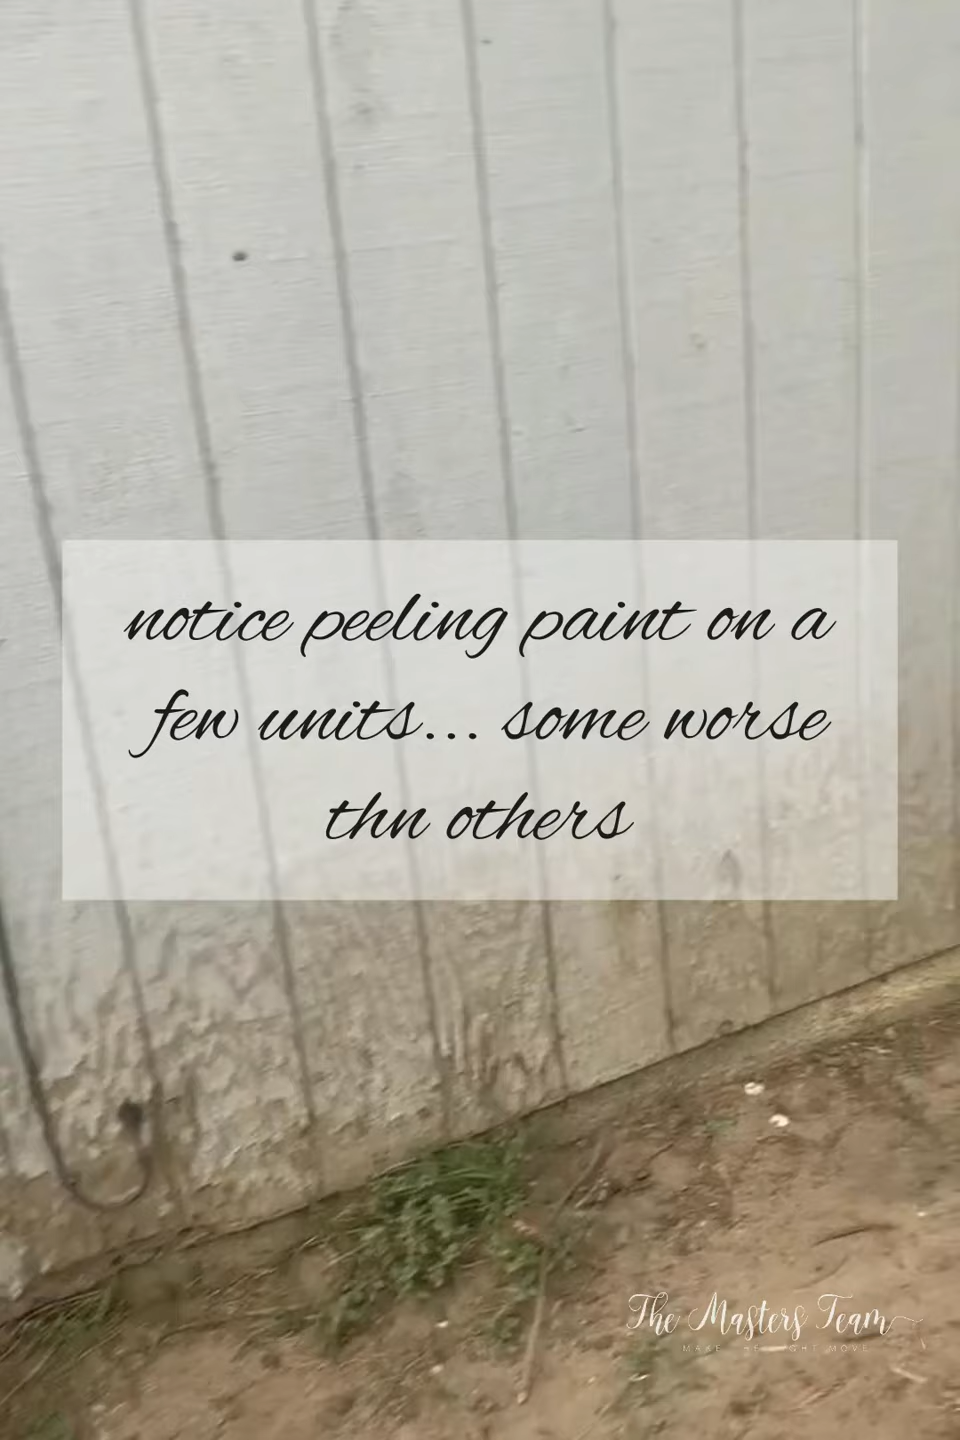 notice peeling paint on a
few units... some worse
thn others
The Masters Team